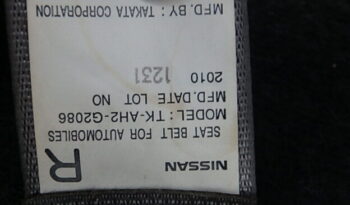 NISSAN
R
SEAT BELT FOR AUTOMOBILES
MODEL: TK-AH2-G2086
MFD.DATE LOT NO
2010 1231
MFD.BY: TAKATA CORPORATION